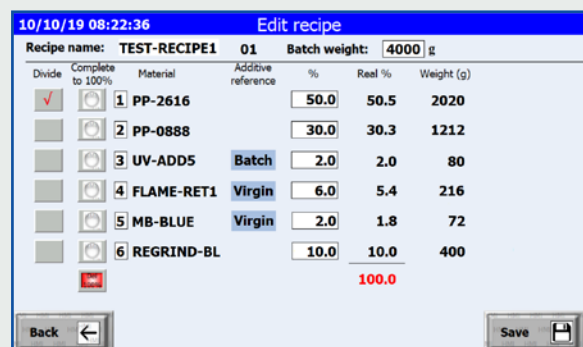 10/10/19 08:22:36 Edit recipe
Recipe name: TEST-RECIPE1 01 Batch weight: 4000 g
Divide Complete to 100% Material Additive reference % Real % Weight (g)
√ 1 PP-2616 50.0 50.5 2020
2 PP-0888 30.0 30.3 1212
3 UV-ADD5 Batch 2.0 2.0 80
4 FLAME-RET1 Virgin 6.0 5.4 216
5 MB-BLUE Virgin 2.0 1.8 72
6 REGRIND-BL 10.0 10.0 400
100.0
Back Save